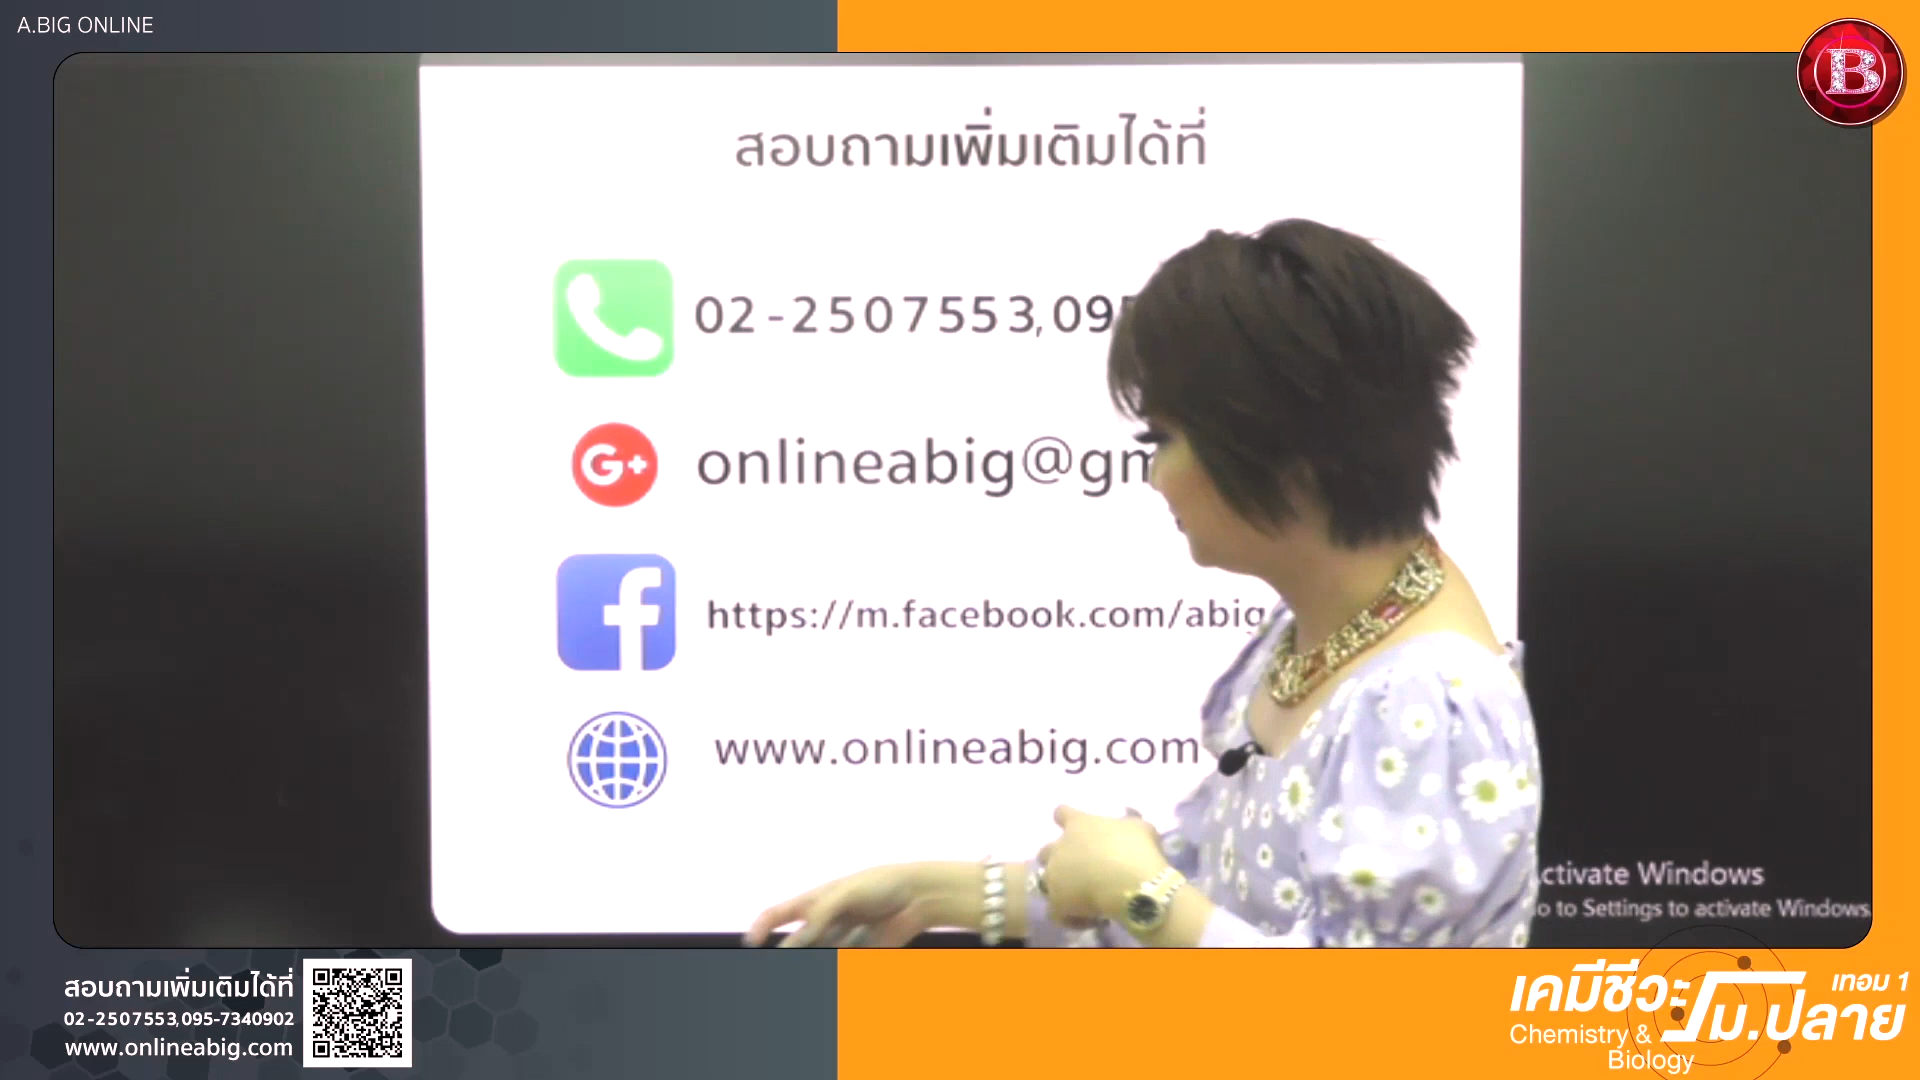 A.BIG ONLINE
B
สอบถามเพิ่มเติมได้ที่
02-2507553,095
G+
onlineabig@gm
f
https://m.facebook.com/abig
www.onlineabig.com
ctivate Windows
to Settings to activate Windows.
สอบถามเพิ่มเติมได้ที่
02-2507553,095-7340902
www.onlineabig.com
เคมีชีวะ ม.ปลาย เทอม 1
Chemistry &
Biology